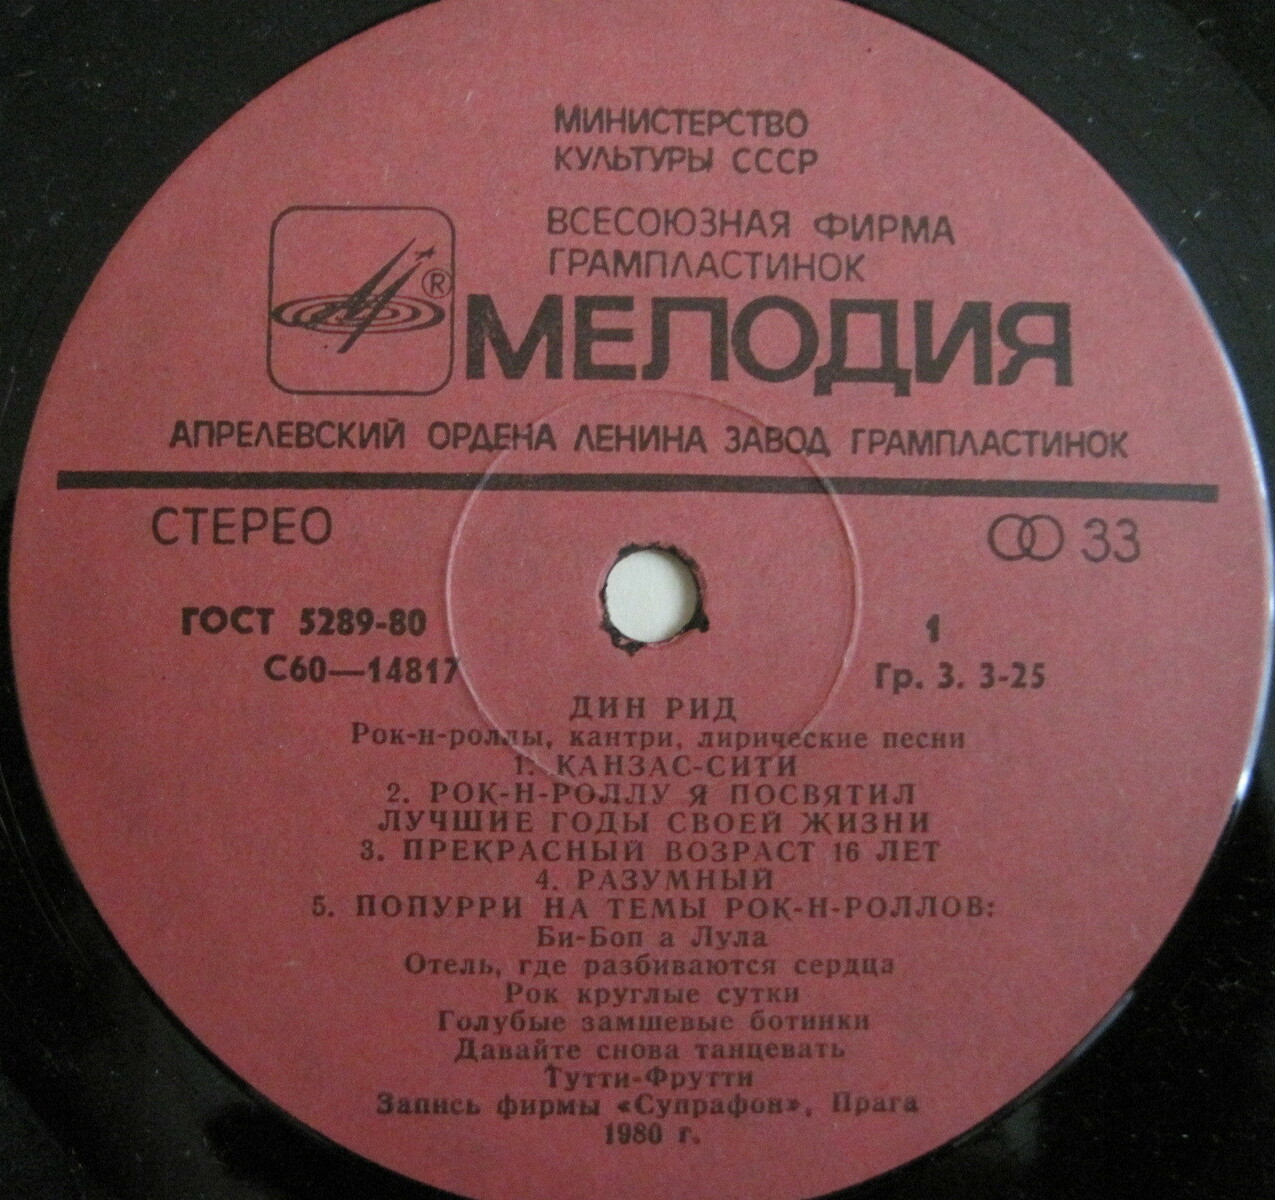 МИНИСТЕРСТВО
КУЛЬТУРЫ СССР
ВСЕСОЮЗНАЯ ФИРМА
ГРАМПЛАСТИНОК
®
МЕЛОДИЯ
АПРЕЛЕВСКИЙ ОРДЕНА ЛЕНИНА ЗАВОД ГРАМПЛАСТИНОК
СТЕРЕО
33
ГОСТ 5289-80
1
С60—14817
Гр. 3. 3-25
ДИН РИД
Рок-н-роллы, кантри, лирические песни
1. КАНЗАС-СИТИ
2. РОК-Н-РОЛЛУ Я ПОСВЯТИЛ
ЛУЧШИЕ ГОДЫ СВОЕЙ ЖИЗНИ
3. ПРЕКРАСНЫЙ ВОЗРАСТ 16 ЛЕТ
4. РАЗУМНЫЙ
5. ПОПУРРИ НА ТЕМЫ РОК-Н-РОЛЛОВ:
Би-Боп а Лула
Отель, где разбиваются сердца
Рок круглые сутки
Голубые замшевые ботинки
Давайте снова танцевать
Тутти-Фрутти
Запись фирмы «Супрафон», Прага
1980 г.